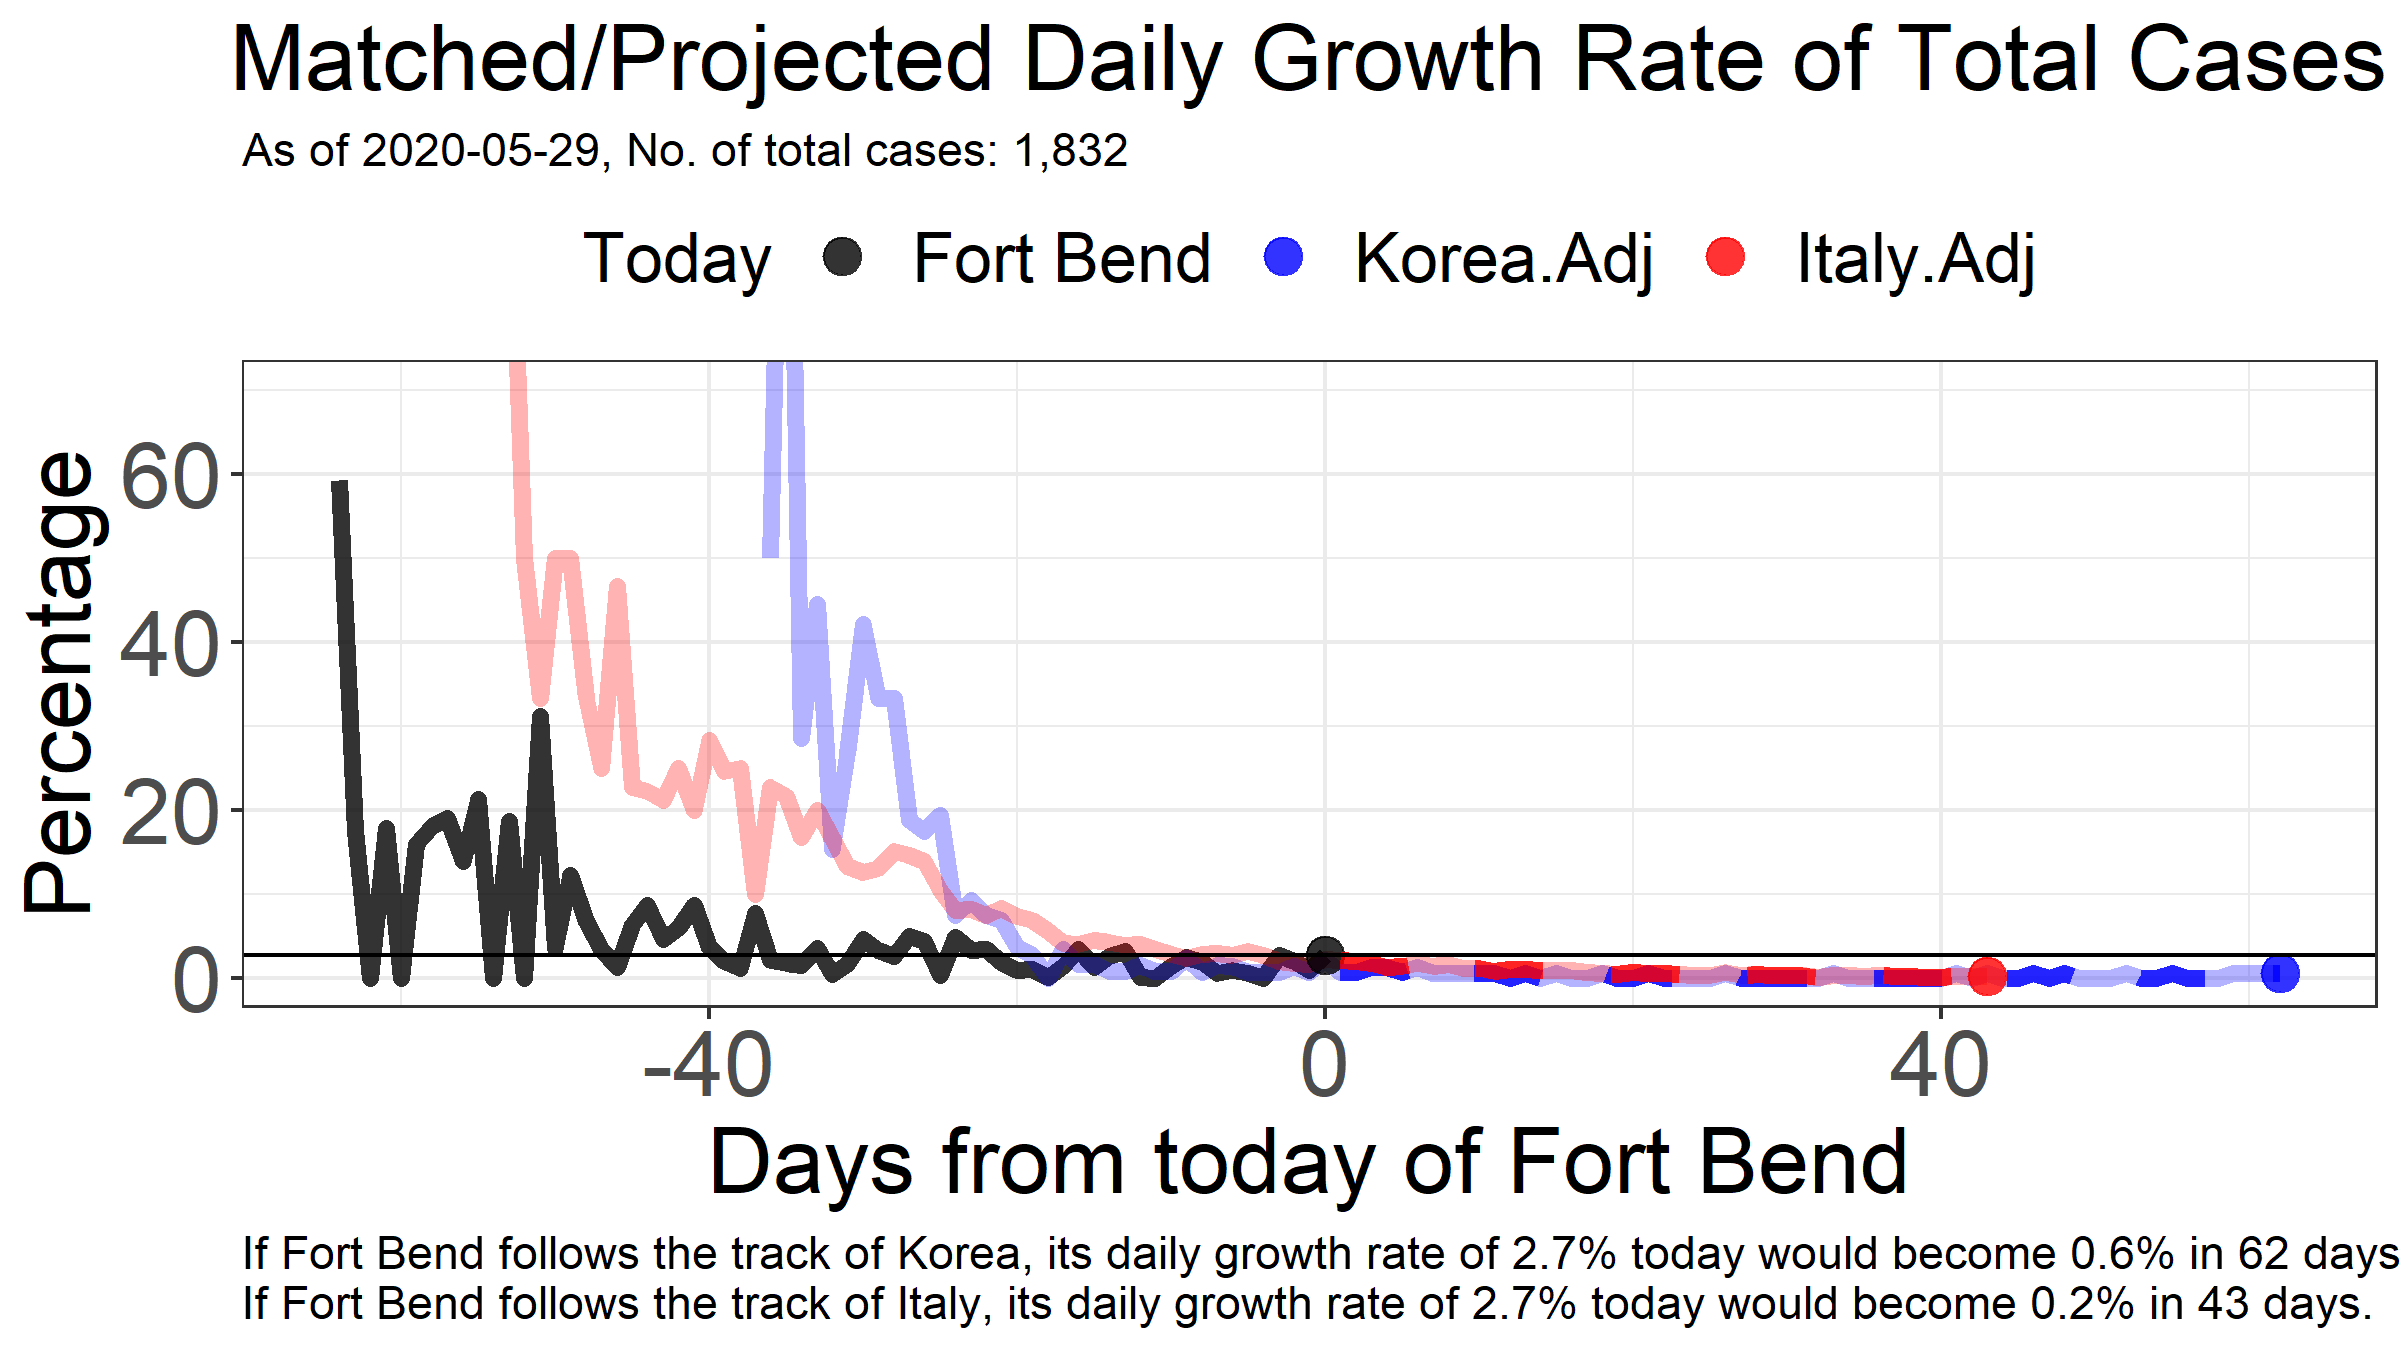 Matched/Projected Daily Growth Rate of Total Cases
As of 2020-05-29, No. of total cases: 1,832
Today Fort Bend Korea.Adj Italy.Adj
Percentage
60
40
20
0
-40 0 40
Days from today of Fort Bend
If Fort Bend follows the track of Korea, its daily growth rate of 2.7% today would become 0.6% in 62 days
If Fort Bend follows the track of Italy, its daily growth rate of 2.7% today would become 0.2% in 43 days.